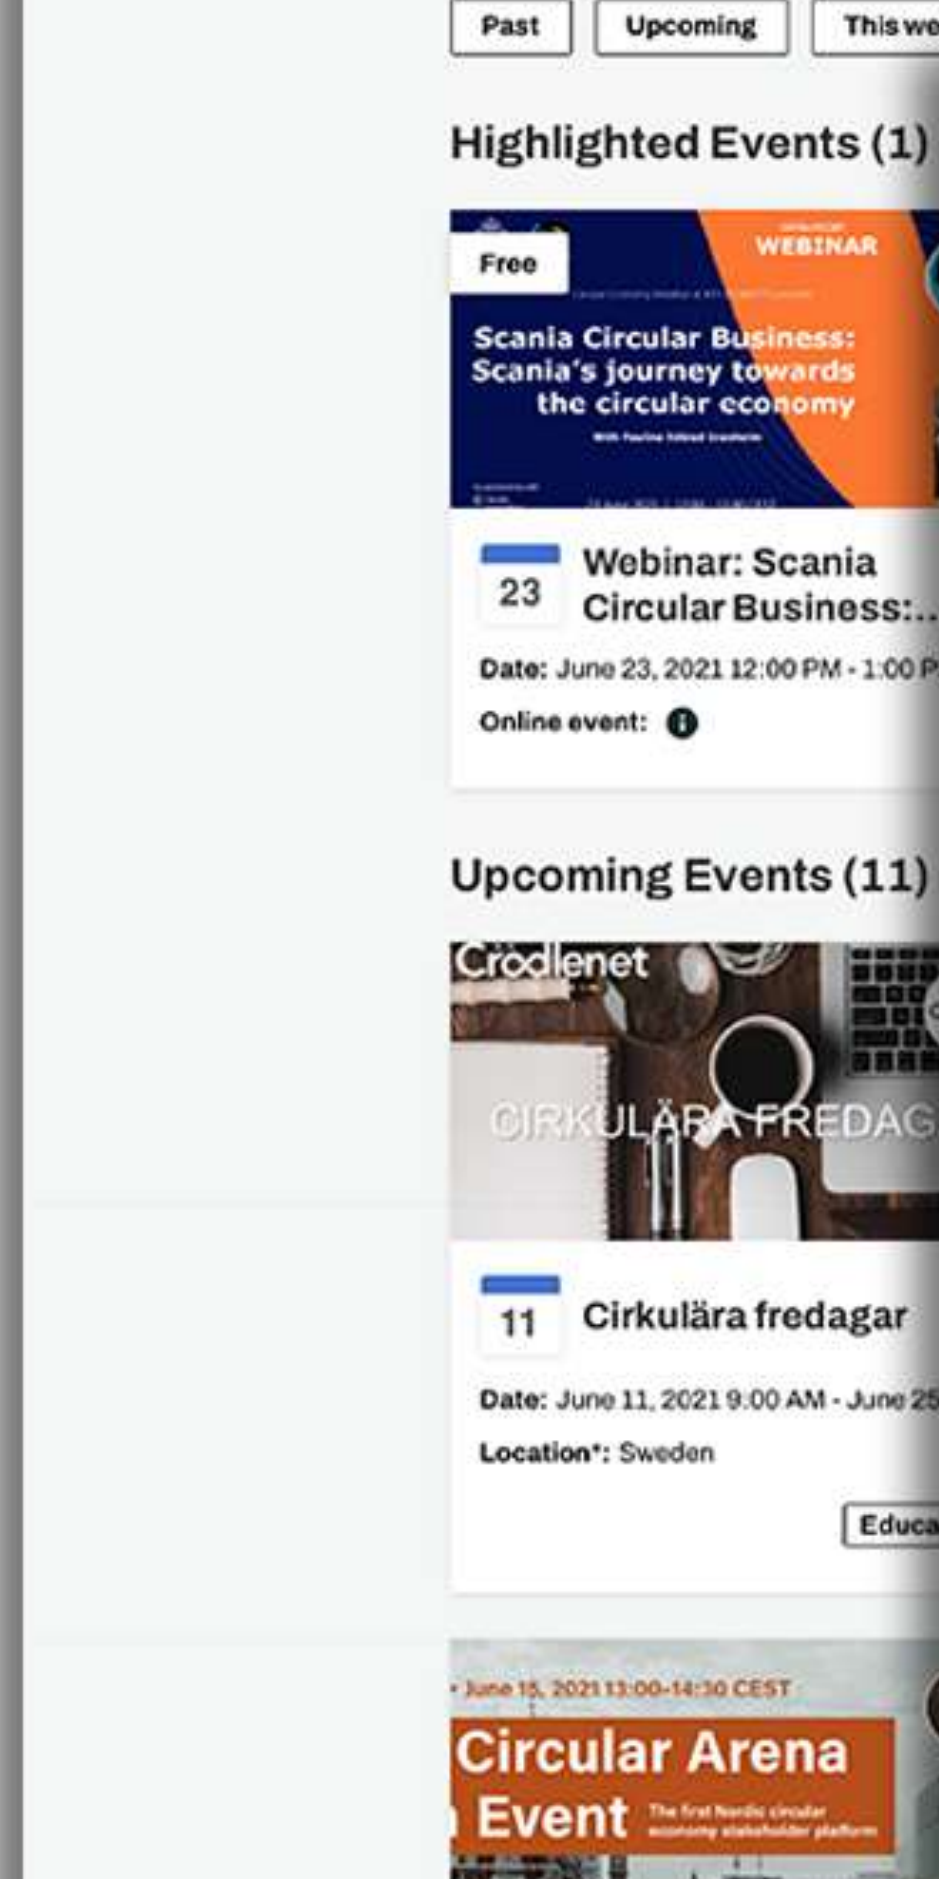 Past
Upcoming
This we
Highlighted Events (1)
WEBINAR
Free
Scania Circular Business:
Scania's journey towards
the circular economy
23
Webinar: Scania
Circular Business:..
Date: June 23, 2021 12:00 PM - 1:00 P
Online event:
Upcoming Events (11)
Cradlenet
CIRKULÄRA FREDAG
11
Cirkulära fredagar
Date: June 11, 2021 9:00 AM - June 25
Location*: Sweden
Educa
• June 15, 2021 13:00-14:30 CEST
Circular Arena
Event
The first Nordic circular
economy stakeholder platform